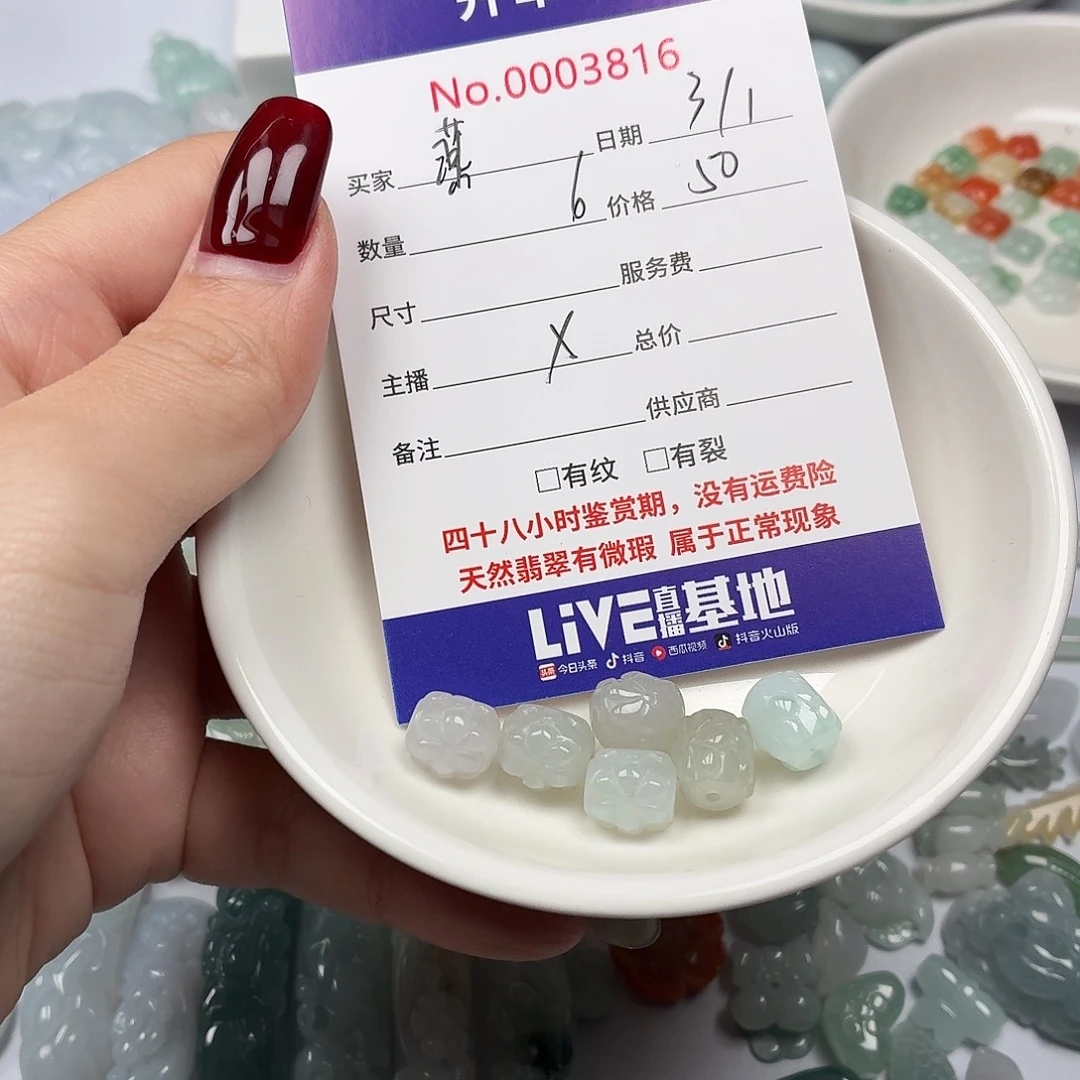 No.0003816
买家 蕖 日期 3/1
数量 6 价格 50
尺寸 服务费
主播 X 总价
备注 供应商
□有纹 □有裂
四十八小时鉴赏期，没有运费险
天然翡翠有微瑕 属于正常现象
LiVE直播基地
头条 今日头条 抖音 西瓜视频 抖音火山版